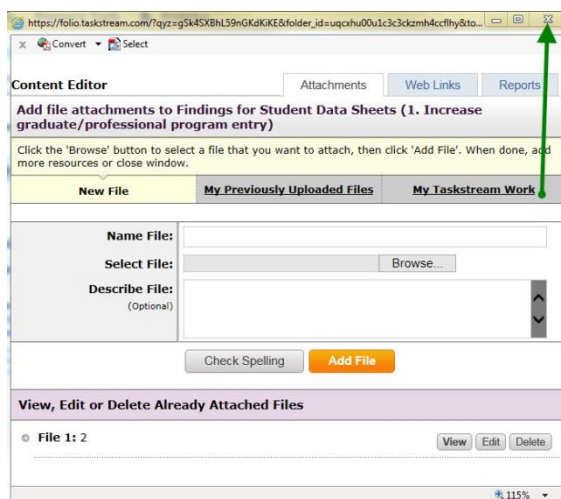 https://folio.taskstream.com/?qyz=gSk4SXBhL59nGKdKiKE&folder_id=uqcxhu00u1c3c3ckzmh4ccflhy&to...
x Convert Select
Content Editor Attachments Web Links Reports
Add file attachments to Findings for Student Data Sheets (1. Increase
graduate/professional program entry)
Click the 'Browse' button to select a file that you want to attach, then click 'Add File'. When done, add
more resources or close window.
New File My Previously Uploaded Files My Taskstream Work
Name File:
Select File: Browse...
Describe File:
(Optional)
Check Spelling Add File
View, Edit or Delete Already Attached Files
File 1: 2 View Edit Delete
115%